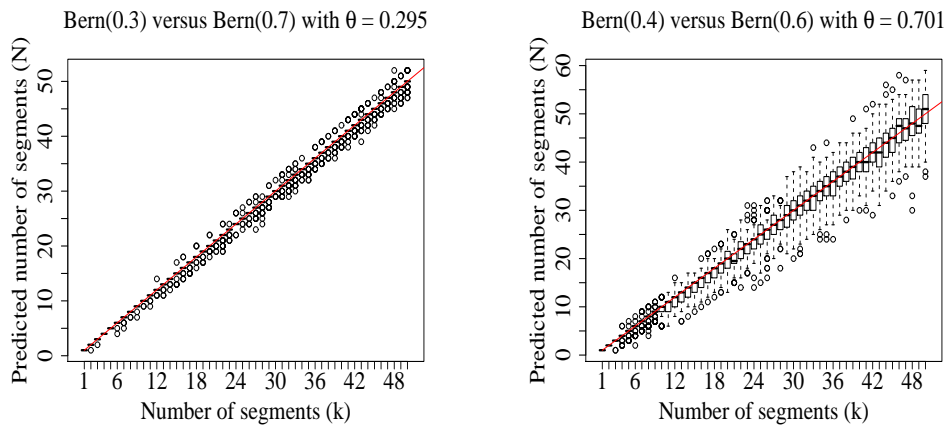 Bern(0.3) versus Bern(0.7) with θ = 0.295
Predicted number of segments (N)
0 10 20 30 40 50
1 6 12 18 24 30 36 42 48
Number of segments (k)
Bern(0.4) versus Bern(0.6) with θ = 0.701
Predicted number of segments (N)
0 10 20 30 40 50 60
1 6 12 18 24 30 36 42 48
Number of segments (k)